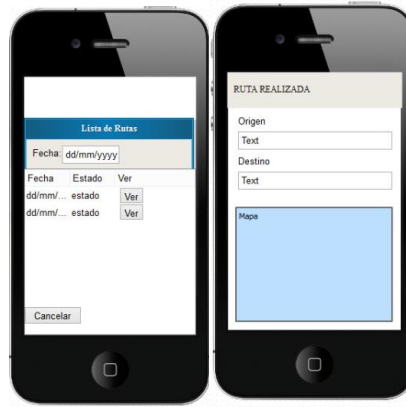 Lista de Rutas
Fecha: dd/mm/yyyy
Fecha Estado Ver
dd/mm/... estado Ver
dd/mm/... estado Ver
Cancelar
RUTA REALIZADA
Origen
Text
Destino
Text
Mapa